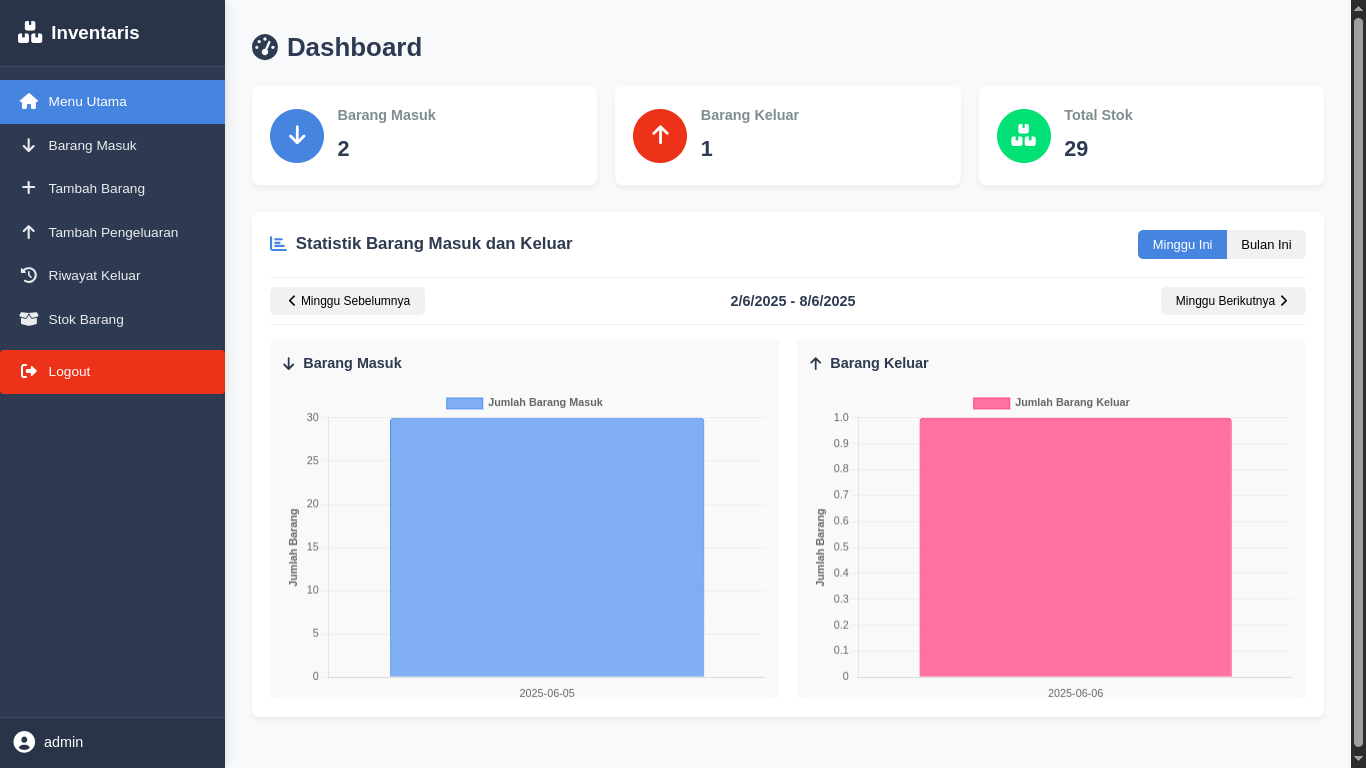 Inventaris
Menu Utama
Barang Masuk
Tambah Barang
Tambah Pengeluaran
Riwayat Keluar
Stok Barang
Logout
admin
Dashboard
Barang Masuk
2
Barang Keluar
1
Total Stok
29
Statistik Barang Masuk dan Keluar
Minggu Ini
Bulan Ini
Minggu Sebelumnya
2/6/2025 - 8/6/2025
Minggu Berikutnya
Barang Masuk
Jumlah Barang Masuk
30
25
20
15
10
5
0
Jumlah Barang
2025-06-05
Barang Keluar
Jumlah Barang Keluar
1.0
0.9
0.8
0.7
0.6
0.5
0.4
0.3
0.2
0.1
0
Jumlah Barang
2025-06-06